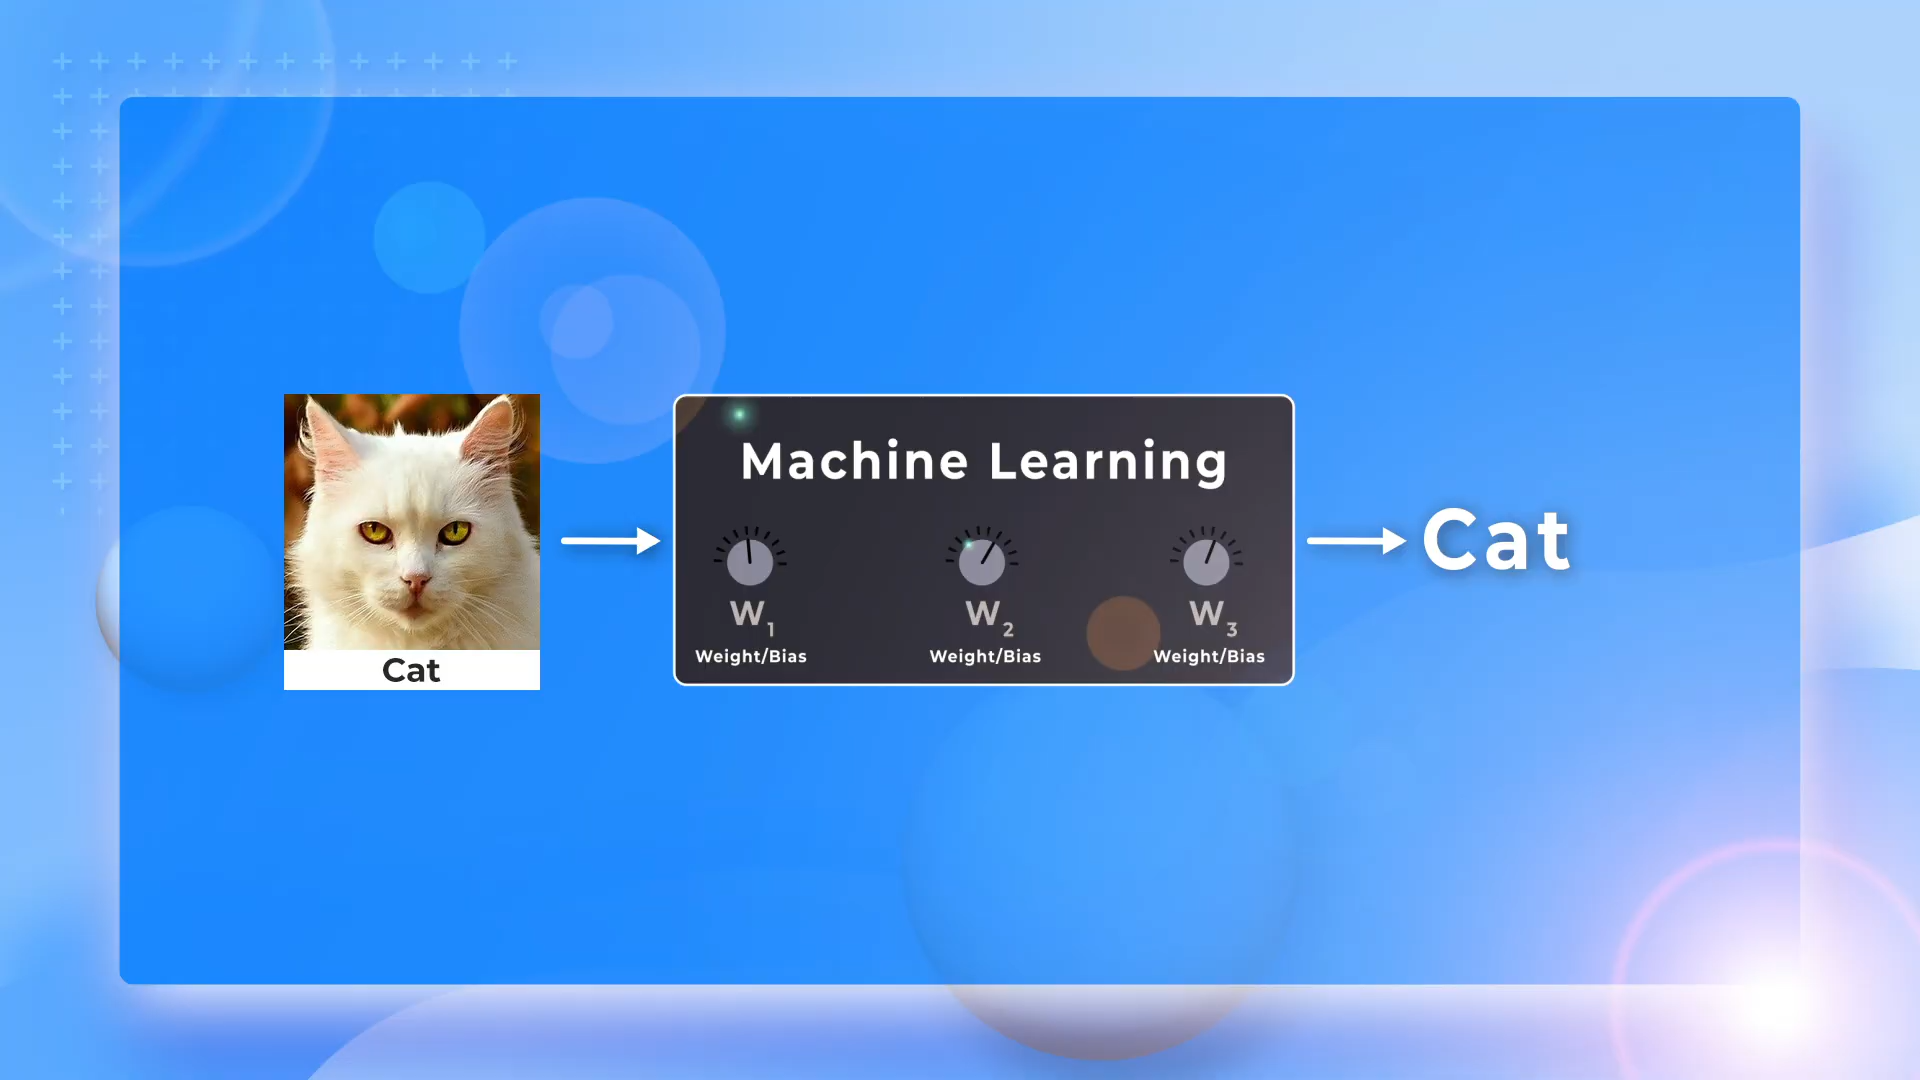 Cat
Machine Learning
W1 W2 W3
Weight/Bias Weight/Bias Weight/Bias
Cat